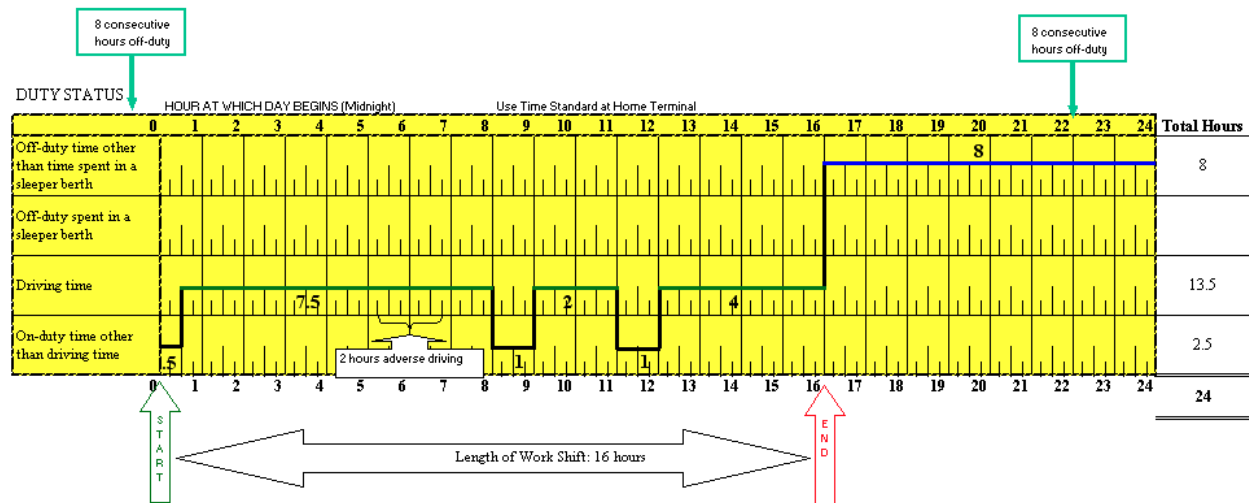 8 consecutive
hours off-duty
8 consecutive
hours off-duty
DUTY STATUS
HOUR AT WHICH DAY BEGINS (Midnight)
Use Time Standard at Home Terminal
0 1 2 3 4 5 6 7 8 9 10 11 12 13 14 15 16 17 18 19 20 21 22 23 24 Total Hours
Off-duty time other
than time spent in a
sleeper berth
8
8
Off-duty spent in a
sleeper berth
Driving time
7.5
2
4
13.5
On-duty time other
than driving time
.5
2 hours adverse driving
1
1
2.5
0 1 2 3 4 5 6 7 8 9 10 11 12 13 14 15 16 17 18 19 20 21 22 23 24
24
START
Length of Work Shift: 16 hours
END